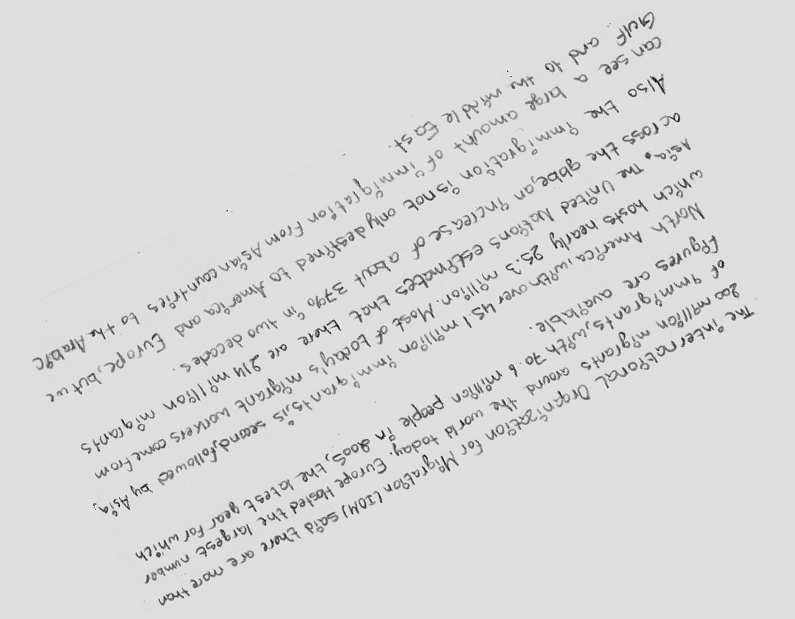 The International Organization for Migration (IOM) said there are more than
200 million migrants around the world today. Europe Hosted the largest number
of immigrants, with 70.6 million people in 2005, the latest year for which
figures are available.
North America, with over 45.1 million immigrants, is second, followed by Asia,
which hosts nearly 25.3 million. Most of today's migrant workers come from
Asia. The United Nations estimates that there are 214 million migrants
across the globe, an increase of about 37% in two decades.
Also the immigration is not only destined to America and Europe, but we
can see a large amount of immigration from Asian countries to the Arabic
Gulf and to the middle East.